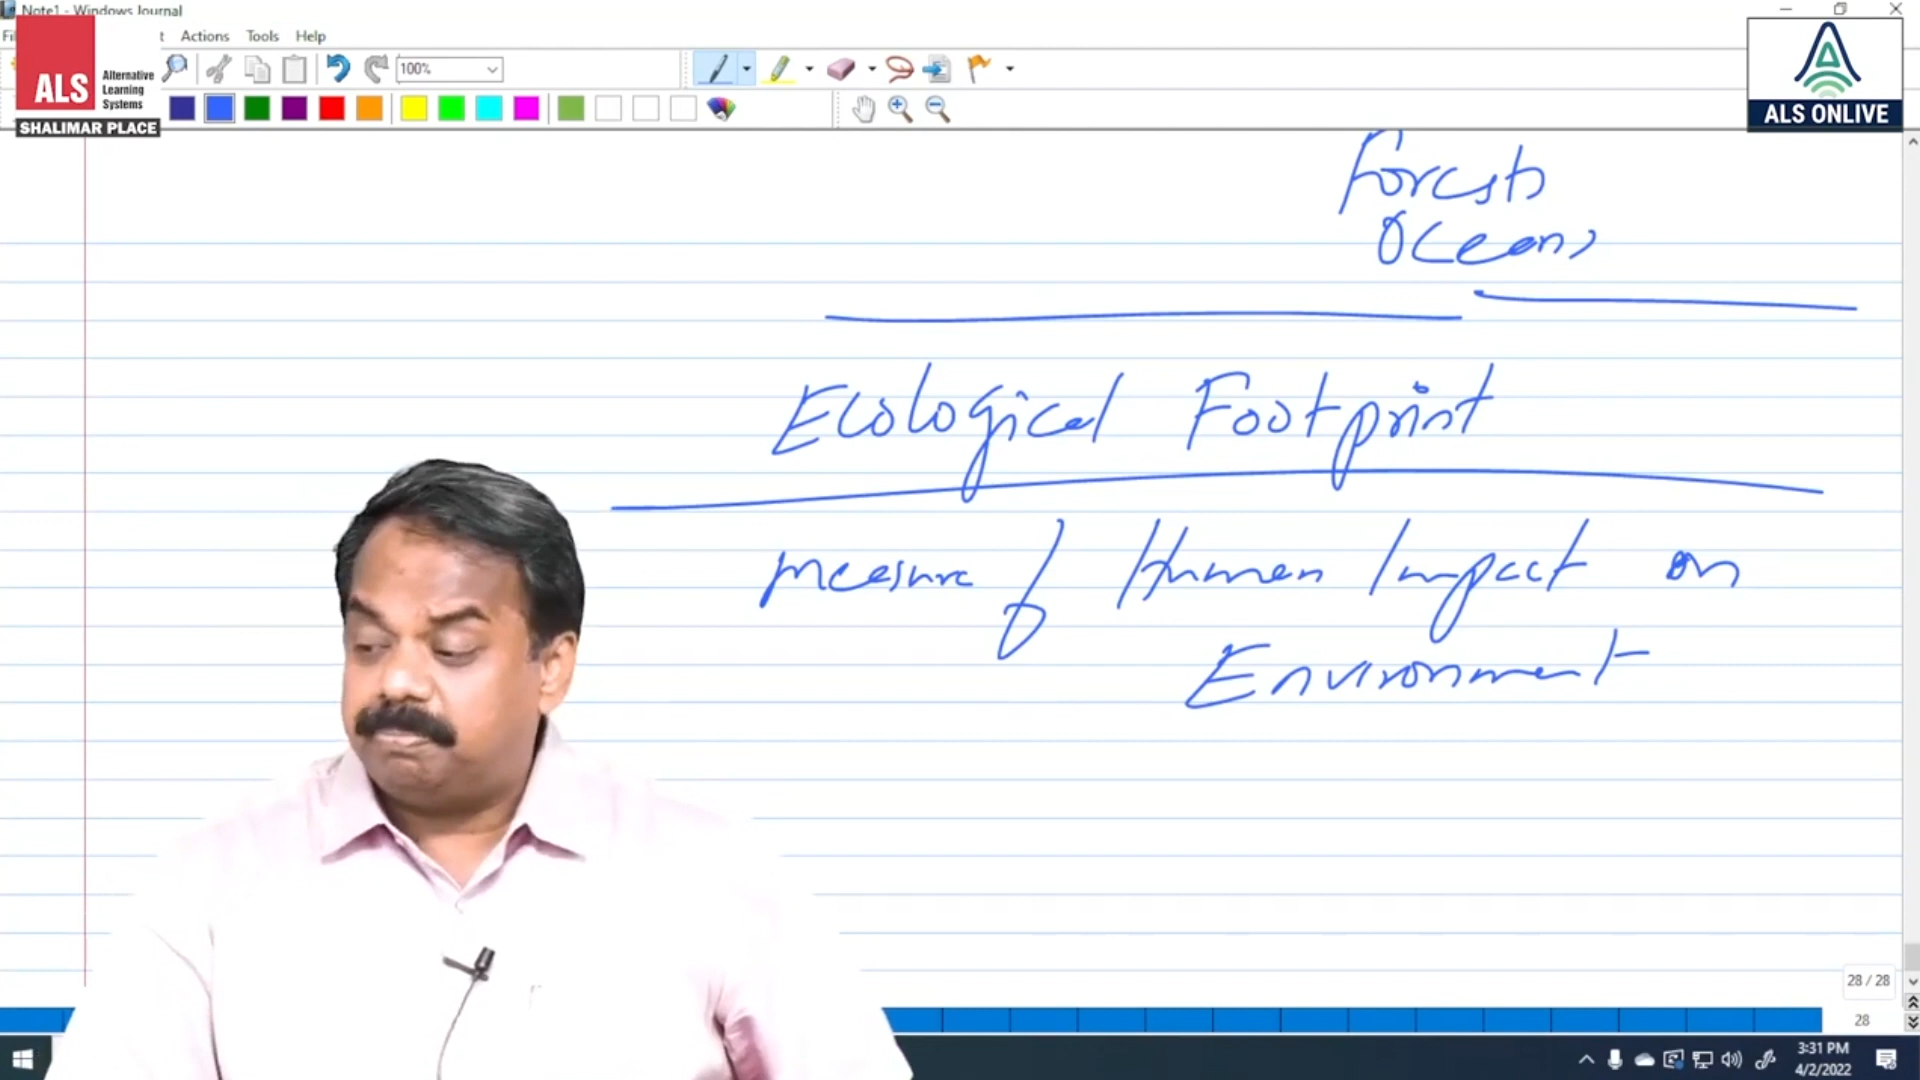 Note1 - Windows Journal
Actions Tools Help
100%
ALS
Alternative
Learning
Systems
SHALIMAR PLACE
ALS ONLIVE
Forests
Oceans
Ecological Footprint
measure of Human Impact on
Environment
28 / 28
28
3:31 PM
4/2/2022